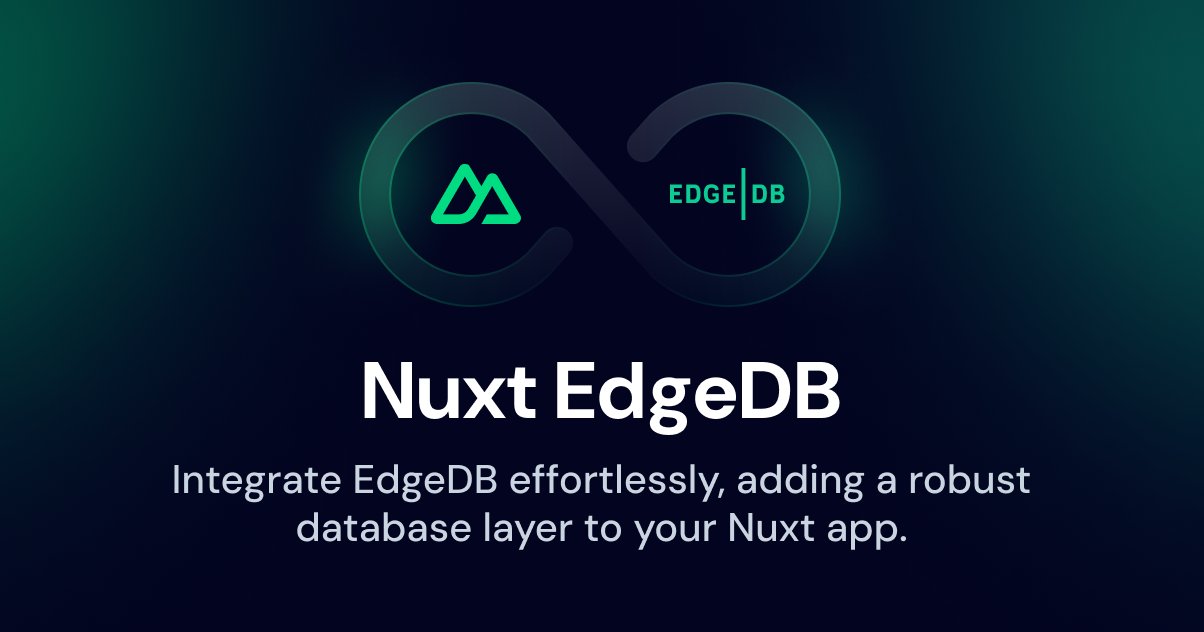 EDGE|DB
Nuxt EdgeDB
Integrate EdgeDB effortlessly, adding a robust
database layer to your Nuxt app.